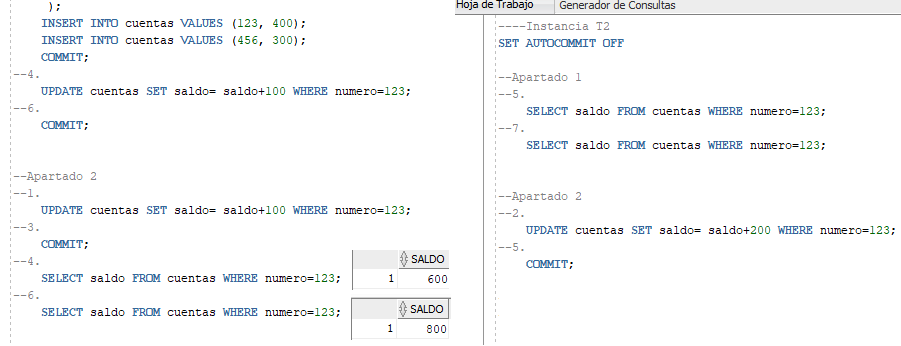 );
INSERT INTO cuentas VALUES (123, 400);
INSERT INTO cuentas VALUES (456, 300);
COMMIT;
--4.
UPDATE cuentas SET saldo= saldo+100 WHERE numero=123;
--6.
COMMIT;
--Apartado 2
--1.
UPDATE cuentas SET saldo= saldo+100 WHERE numero=123;
--3.
COMMIT;
--4.
SELECT saldo FROM cuentas WHERE numero=123;
SALDO
1 600
--6.
SELECT saldo FROM cuentas WHERE numero=123;
SALDO
1 800
Hoja de Trabajo Generador de Consultas
----Instancia T2
SET AUTOCOMMIT OFF
--Apartado 1
--5.
SELECT saldo FROM cuentas WHERE numero=123;
--7.
SELECT saldo FROM cuentas WHERE numero=123;
--Apartado 2
--2.
UPDATE cuentas SET saldo= saldo+200 WHERE numero=123;
--5.
COMMIT;